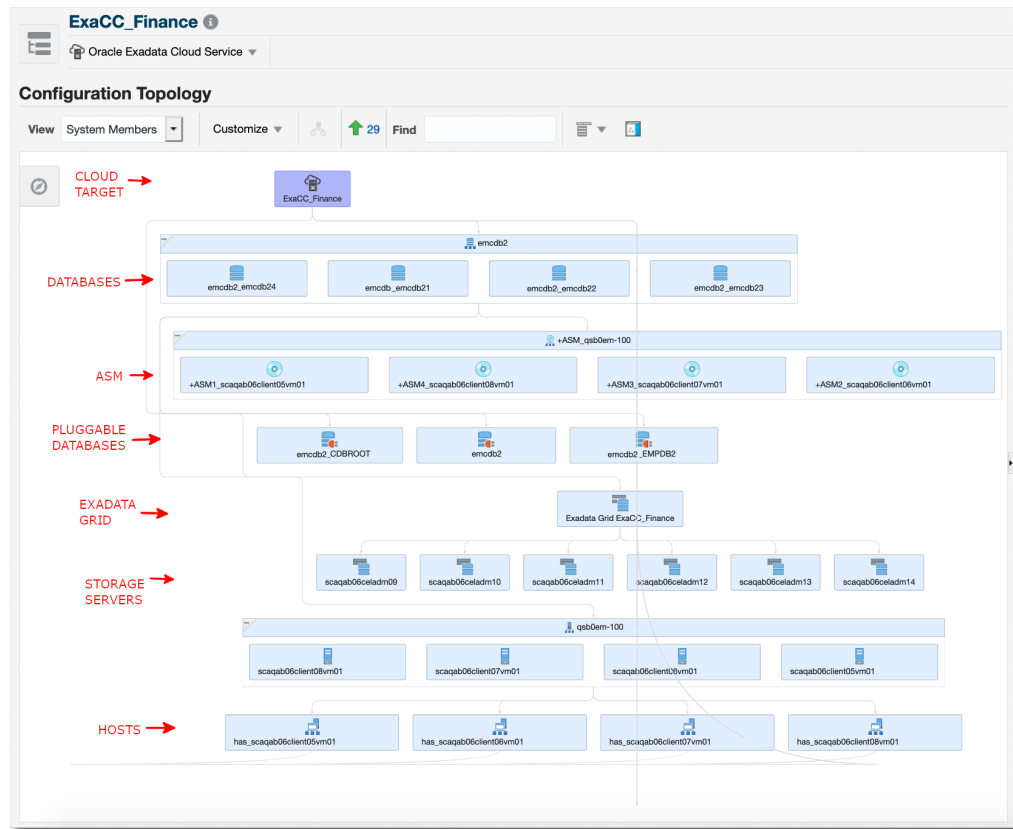 ExaCC_Finance
Oracle Exadata Cloud Service
Configuration Topology
View System Members Customize 29 Find
CLOUD
TARGET
ExaCC_Finance
emcdb2
DATABASES
emcdb2_emcdb24 emcdb_emcdb21 emcdb2_emcdb22 emcdb2_emcdb23
+ASM_qsb0em-100
ASM
+ASM1_scaqab06client05vm01 +ASM4_scaqab06client08vm01 +ASM3_scaqab06client07vm01 +ASM2_scaqab06client06vm01
PLUGGABLE
DATABASES
emcdb2_CDBROOT emcdb2 emcdb2_EMPDB2
EXADATA
GRID
Exadata Grid ExaCC_Finance
STORAGE
SERVERS
scaqab06celadm09 scaqab06celadm10 scaqab06celadm11 scaqab06celadm12 scaqab06celadm13 scaqab06celadm14
qsb0em-100
scaqab06client08vm01 scaqab06client07vm01 scaqab06client06vm01 scaqab06client05vm01
HOSTS
has_scaqab06client05vm01 has_scaqab06client06vm01 has_scaqab06client07vm01 has_scaqab06client08vm01